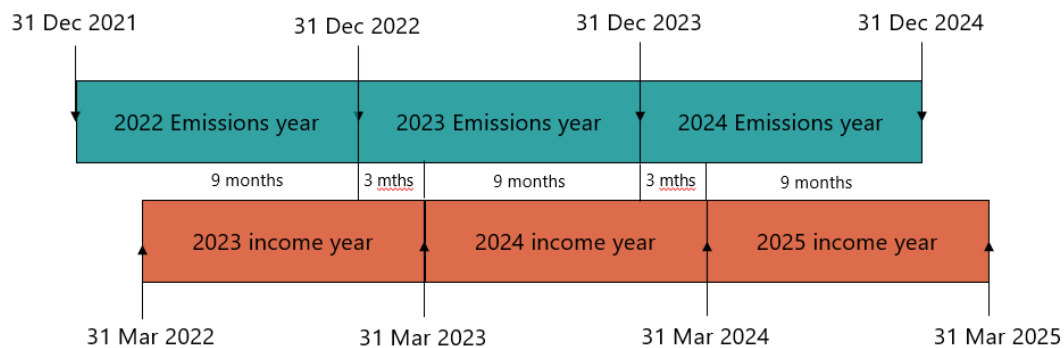 31 Dec 2021
31 Dec 2022
31 Dec 2023
31 Dec 2024
2022 Emissions year
2023 Emissions year
2024 Emissions year
9 months
3 mths
9 months
3 mths
9 months
2023 income year
2024 income year
2025 income year
31 Mar 2022
31 Mar 2023
31 Mar 2024
31 Mar 2025